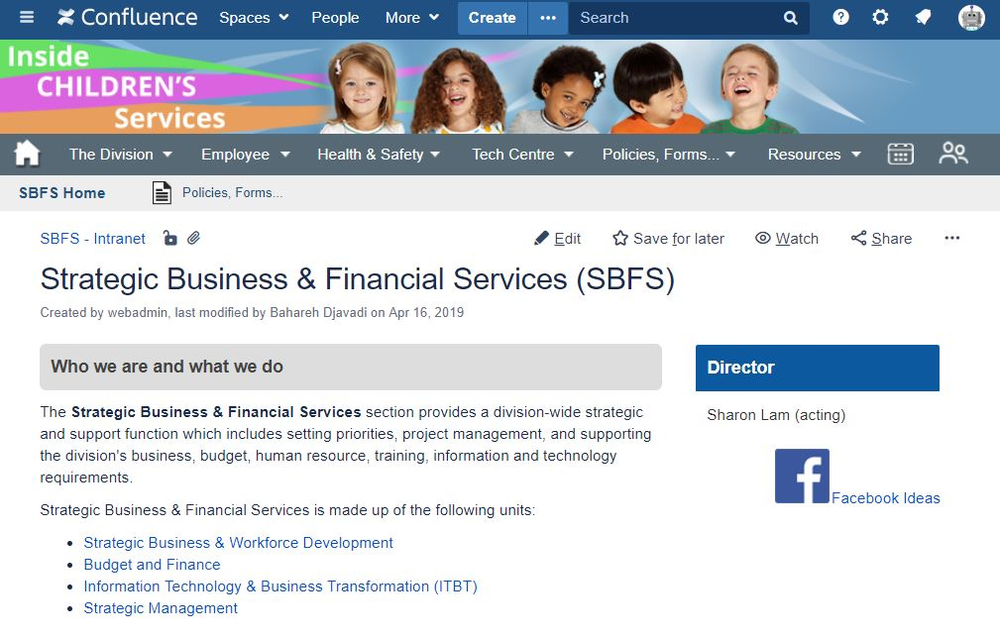 Confluence Spaces People More Create ... Search
Inside
CHILDREN'S
Services
The Division Employee Health & Safety Tech Centre Policies, Forms... Resources
SBFS Home Policies, Forms...
SBFS - Intranet Edit Save for later Watch Share ...
Strategic Business & Financial Services (SBFS)
Created by webadmin, last modified by Bahareh Djavadi on Apr 16, 2019
Who we are and what we do
The Strategic Business & Financial Services section provides a division-wide strategic
and support function which includes setting priorities, project management, and supporting
the division's business, budget, human resource, training, information and technology
requirements.
Strategic Business & Financial Services is made up of the following units:
• Strategic Business & Workforce Development
• Budget and Finance
• Information Technology & Business Transformation (ITBT)
• Strategic Management
Director
Sharon Lam (acting)
Facebook Ideas